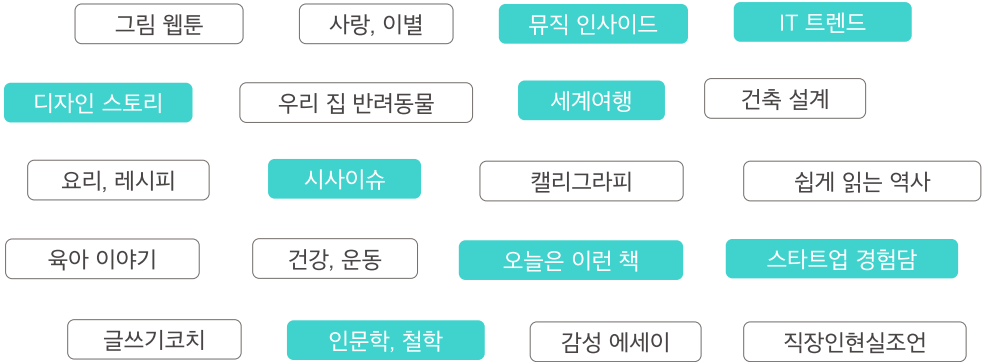 그림 웹툰 사랑, 이별 뮤직 인사이드 IT 트렌드
디자인 스토리 우리 집 반려동물 세계여행 건축 설계
요리, 레시피 시사이슈 캘리그라피 쉽게 읽는 역사
육아 이야기 건강, 운동 오늘은 이런 책 스타트업 경험담
글쓰기코치 인문학, 철학 감성 에세이 직장인현실조언